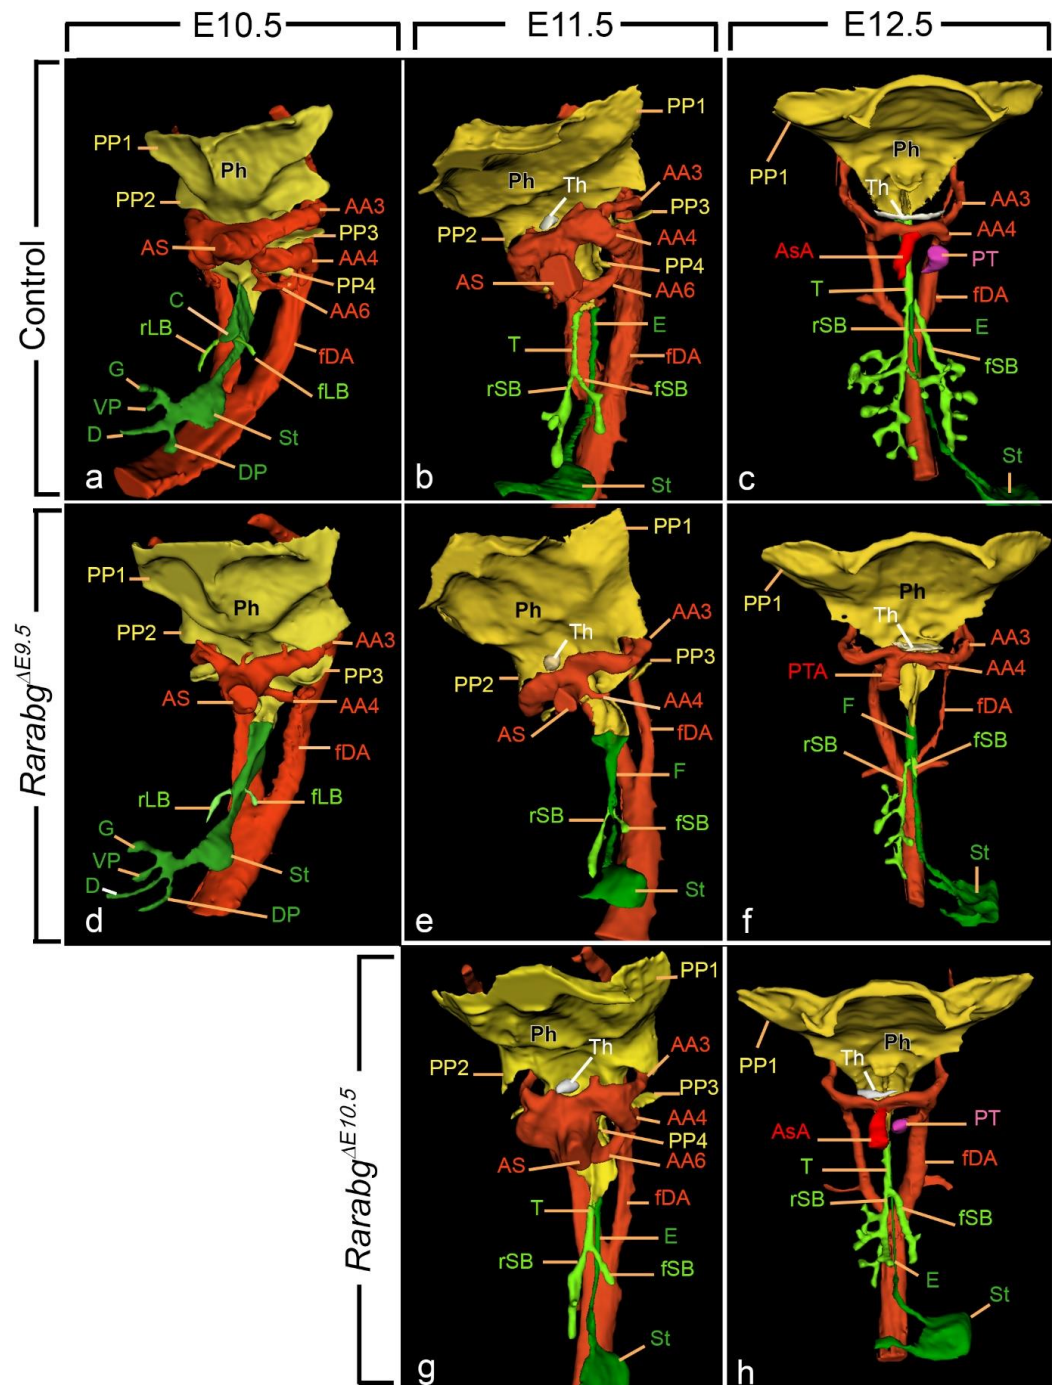 E10.5
E11.5
E12.5
Control
PP1
Ph
PP2
AA3
PP3
AS
AA4
PP4
C
AA6
rLB
fDA
G
fLB
VP
D
St
DP
a
PP1
Ph
Th
AA3
PP3
PP2
AA4
PP4
AS
AA6
E
T
fDA
rSB
fSB
St
b
PP1
Ph
Th
AA3
AA4
AsA
PT
T
fDA
rSB
E
fSB
St
c
Rarabg^ΔE9.5
PP1
Ph
PP2
AA3
PP3
AS
AA4
fDA
rLB
fLB
G
VP
St
D
DP
d
PP1
Ph
Th
AA3
PP3
PP2
AA4
AS
fDA
F
rSB
fSB
St
e
PP1
Ph
Th
AA3
PTA
AA4
F
fDA
rSB
fSB
St
f
Rarabg^ΔE10.5
PP1
Ph
Th
PP2
AA3
PP3
AA4
PP4
AS
AA6
T
fDA
E
rSB
fSB
St
g
PP1
Ph
Th
AsA
PT
T
fDA
rSB
fSB
E
St
h